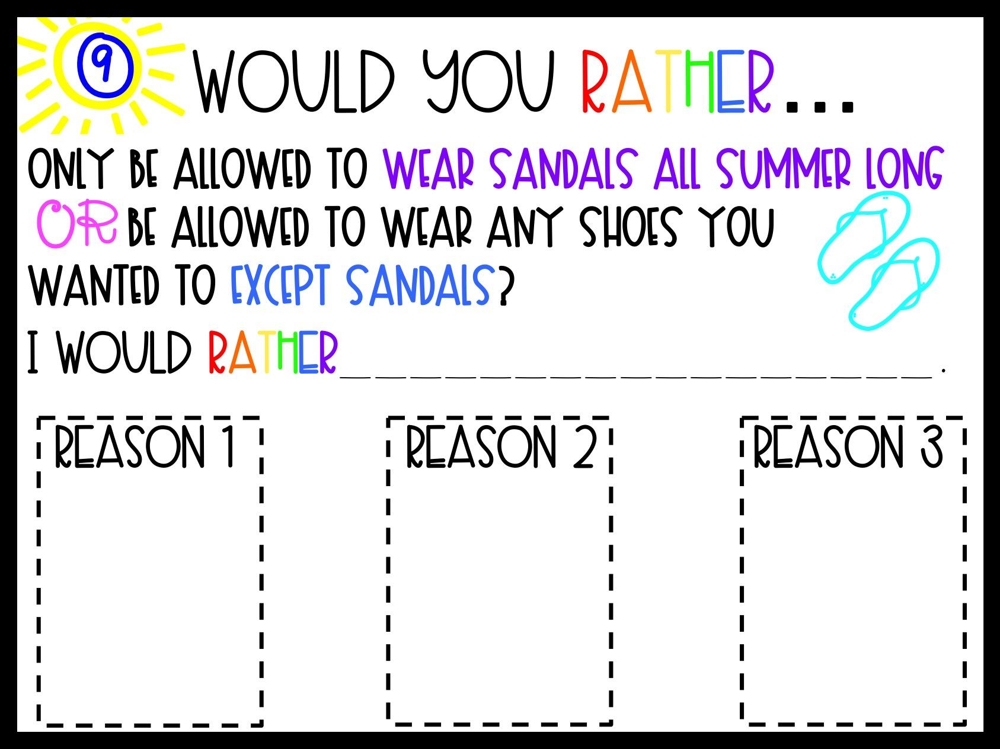 9
WOULD YOU RATHER...
ONLY BE ALLOWED TO WEAR SANDALS ALL SUMMER LONG
OR BE ALLOWED TO WEAR ANY SHOES YOU
WANTED TO EXCEPT SANDALS?
I WOULD RATHER_________________.
REASON 1
REASON 2
REASON 3